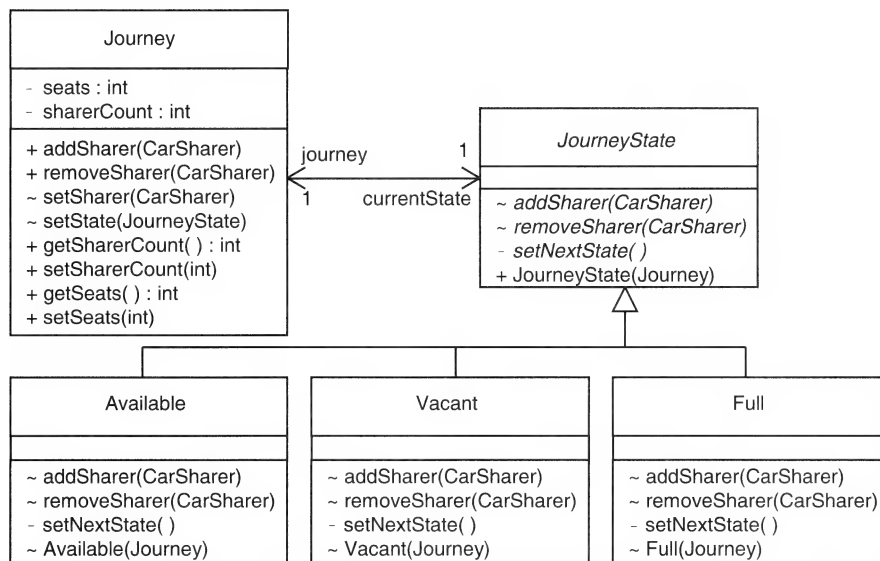 Journey
- seats : int
- sharerCount : int
+ addSharer(CarSharer)
+ removeSharer(CarSharer)
~ setSharer(CarSharer)
~ setState(JourneyState)
+ getSharerCount( ) : int
+ setSharerCount(int)
+ getSeats( ) : int
+ setSeats(int)
journey
1
1
currentState
JourneyState
~ addSharer(CarSharer)
~ removeSharer(CarSharer)
- setNextState( )
+ JourneyState(Journey)
Available
~ addSharer(CarSharer)
~ removeSharer(CarSharer)
- setNextState( )
~ Available(Journey)
Vacant
~ addSharer(CarSharer)
~ removeSharer(CarSharer)
- setNextState( )
~ Vacant(Journey)
Full
~ addSharer(CarSharer)
~ removeSharer(CarSharer)
- setNextState( )
~ Full(Journey)